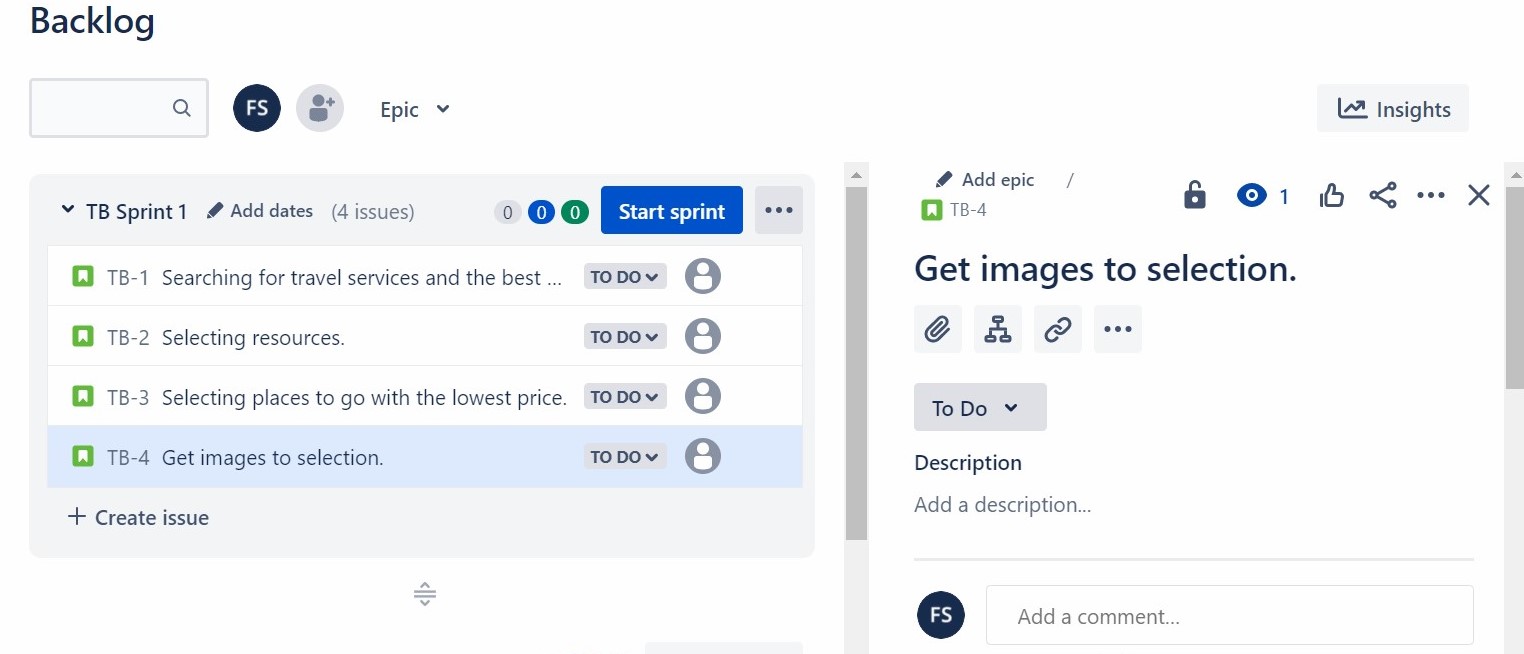 Backlog
FS
Epic
Insights
TB Sprint 1 Add dates (4 issues) 0 0 0 Start sprint
TB-1 Searching for travel services and the best ... TO DO
TB-2 Selecting resources. TO DO
TB-3 Selecting places to go with the lowest price. TO DO
TB-4 Get images to selection. TO DO
+ Create issue
Add epic /
TB-4
1
Get images to selection.
To Do
Description
Add a description...
FS Add a comment...